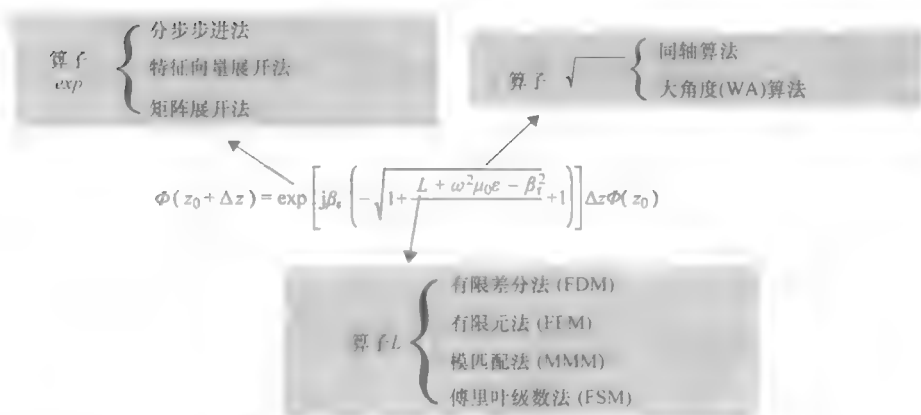 分步步进法
算子 exp
特征向量展开法
矩阵展开法
算子 √
同轴算法
大角度(WA)算法
Φ(z₀+Δz)=exp[jβᵣ(-√(1+(L+ω²μ₀ε-βᵣ²)/βᵣ²)+1)]ΔzΦ(z₀)
有限差分法 (FDM)
有限元法 (FEM)
算子L
模匹配法 (MMM)
傅里叶级数法 (FSM)